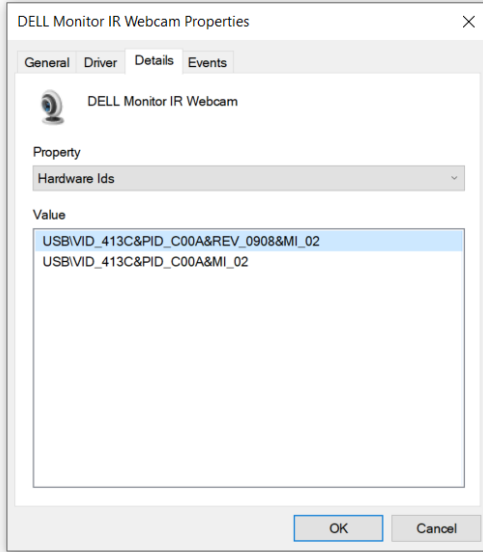 DELL Monitor IR Webcam Properties
General Driver Details Events
DELL Monitor IR Webcam
Property
Hardware Ids
Value
USB\VID_413C&PID_C00A&REV_0908&MI_02
USB\VID_413C&PID_C00A&MI_02
OK Cancel